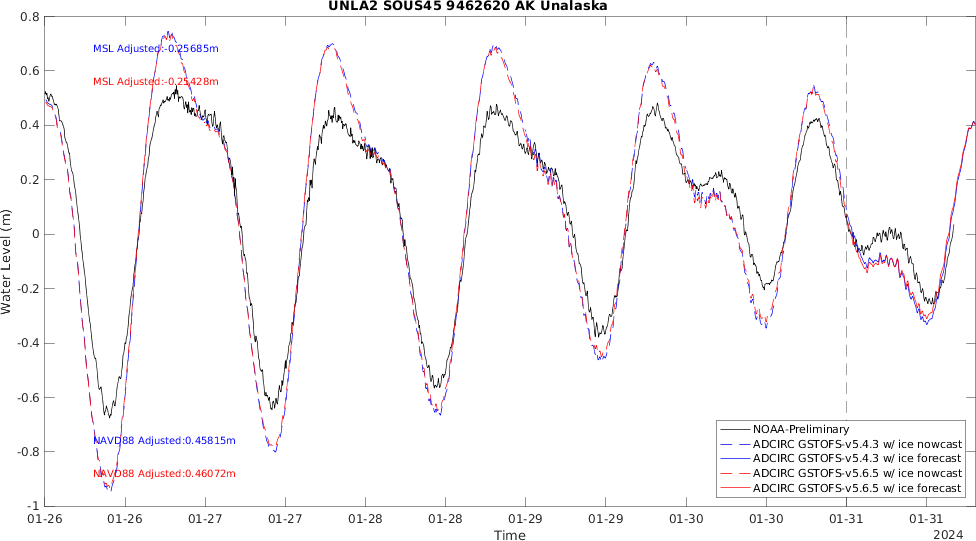 UNLA2 SOUS45 9462620 AK Unalaska
0.8
MSL Adjusted:-0.25685m
0.6
MSL Adjusted:-0.25428m
0.4
0.2
0
Water Level (m)
-0.2
-0.4
-0.6
NOAA-Preliminary
NAVD88 Adjusted:0.45815m
ADCIRC GSTOFS-v5.4.3 w/ ice nowcast
-0.8
ADCIRC GSTOFS-v5.4.3 w/ ice forecast
NAVD88 Adjusted:0.46072m
ADCIRC GSTOFS-v5.6.5 w/ ice nowcast
ADCIRC GSTOFS-v5.6.5 w/ ice forecast
-1
01-26 01-26 01-27 01-27 01-28 01-28 01-29 01-29 01-30 01-30 01-31 01-31
Time
2024